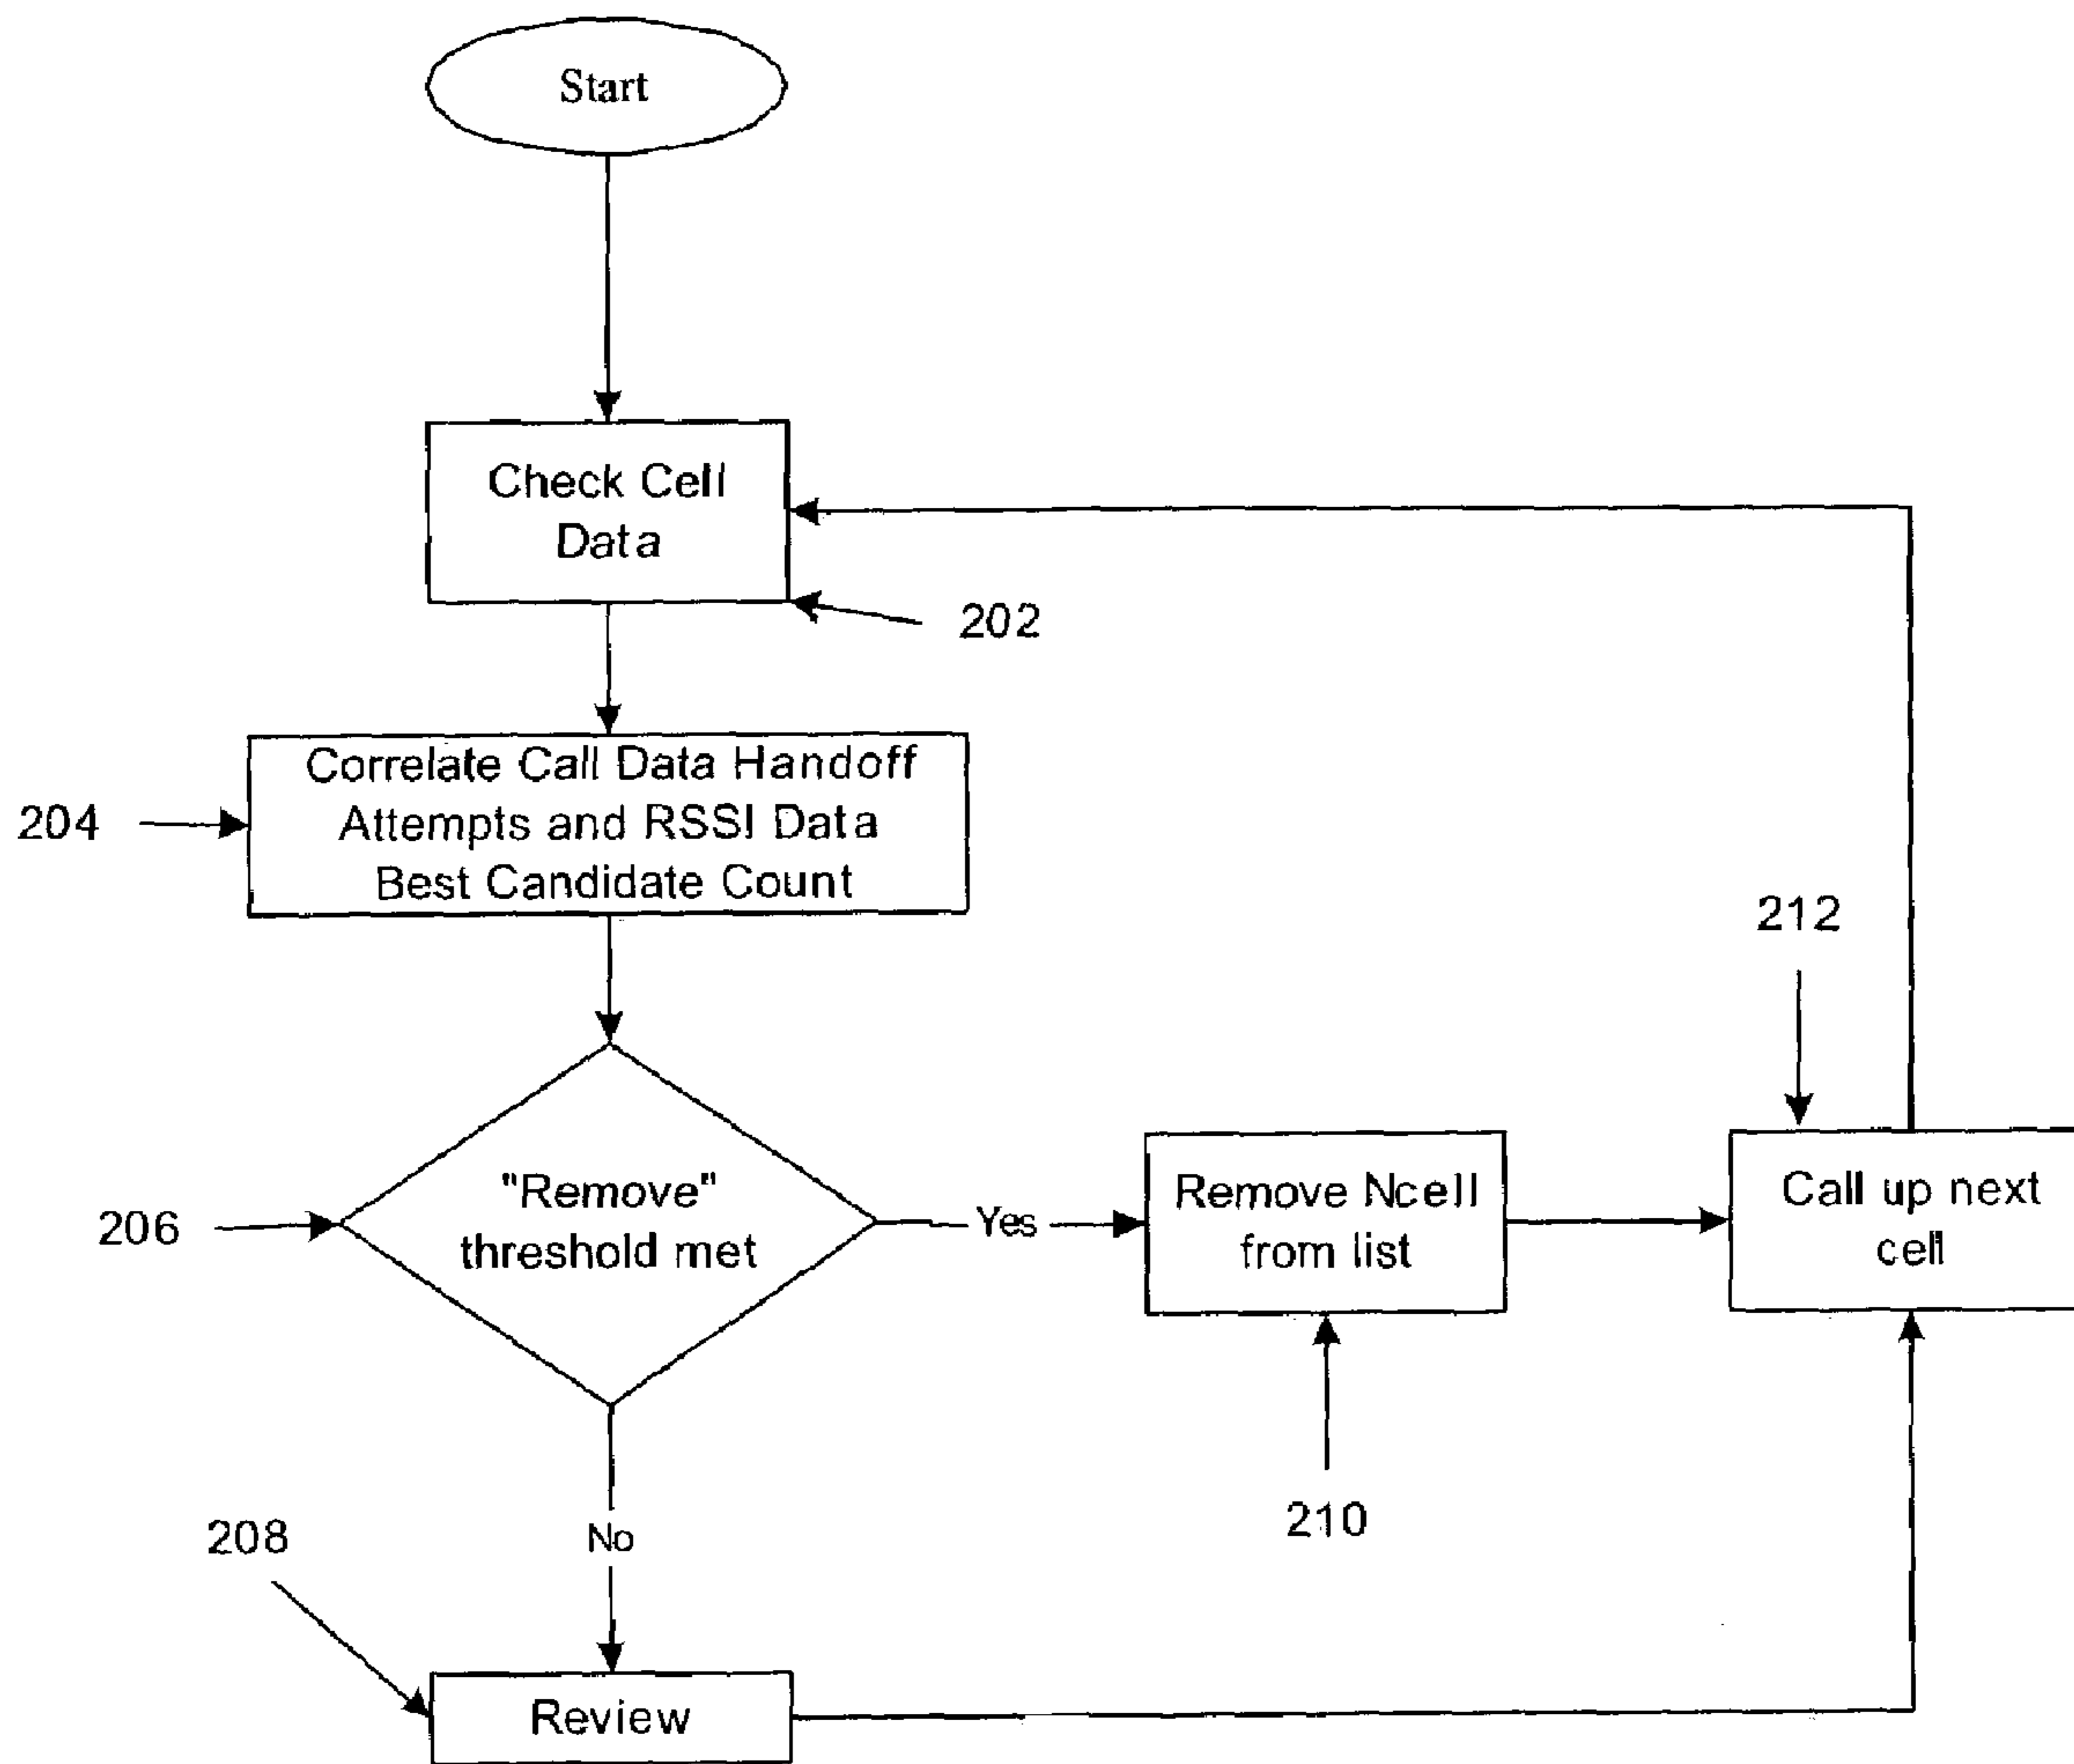 Start
Check Cell
Data
202
Correlate Call Data Handoff
Attempts and RSSI Data
Best Candidate Count
204
212
"Remove"
threshold met
206
Yes
Remove Ncell
from list
Call up next
cell
210
No
208
Review